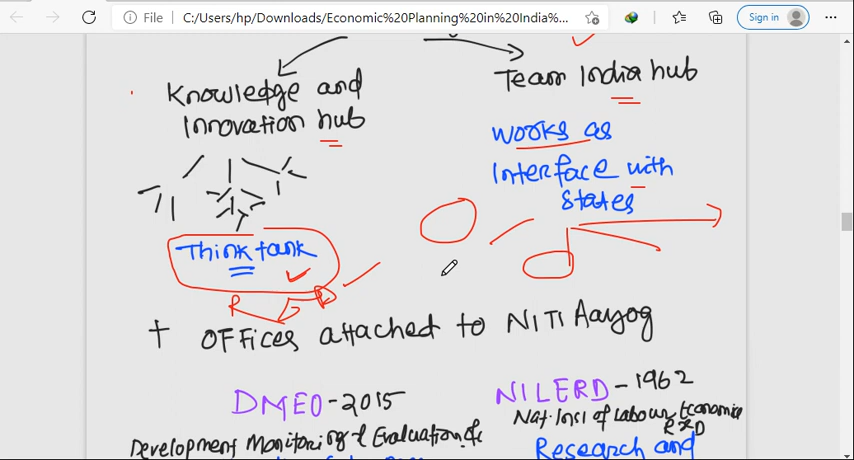 File
C:/Users/hp/Downloads/Economic%20Planning%20in%20India%...
Sign in
Knowledge and
Innovation hub
Team India hub
works as
Interface with
states
Think tank
R
+ OFFices attached to NITI Aayog
DMEO-2015
NILERD-1962
Development Monitoring & Evaluation
Nat. Insi of Labour Economia
R&D
Research and